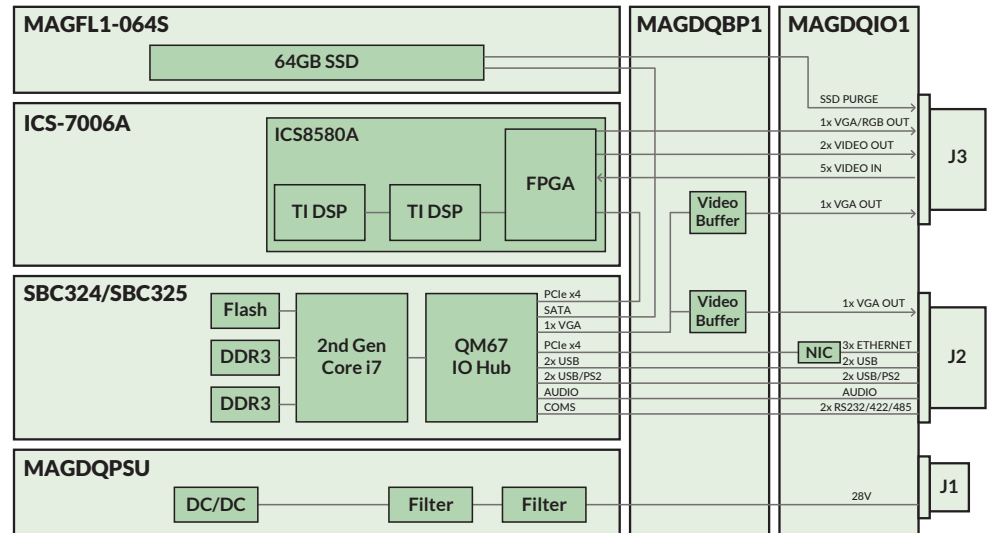 MAGFL1-064S
64GB SSD
MAGDQBP1
MAGDQIO1
SSD PURGE
1x VGA/RGB OUT
2x VIDEO OUT
5x VIDEO IN
1x VGA OUT
J3
ICS-7006A
ICS8580A
TI DSP
TI DSP
FPGA
Video
Buffer
SBC324/SBC325
Flash
DDR3
DDR3
2nd Gen
Core i7
QM67
IO Hub
PCIe x4
SATA
1x VGA
PCIe x4
2x USB
2x USB/PS2
AUDIO
COMS
Video
Buffer
1x VGA OUT
NIC
3x ETHERNET
2x USB
2x USB/PS2
AUDIO
2x RS232/422/485
J2
MAGDQPSU
DC/DC
Filter
Filter
28V
J1